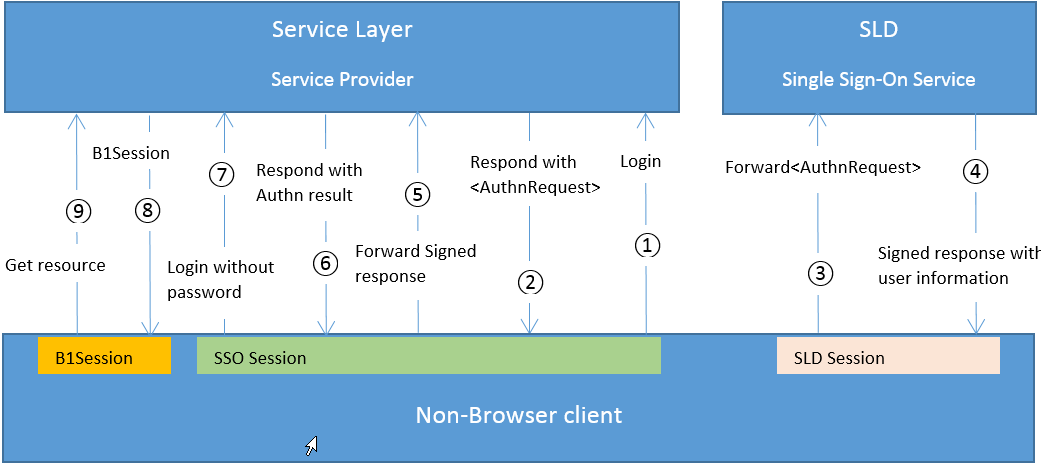 Service Layer
Service Provider
SLD
Single Sign-On Service
B1Session
⑨
⑧
Get resource
⑦
Login without
password
Respond with
Authn result
⑥
⑤
Forward Signed
response
Respond with
<AuthnRequest>
②
Login
①
Forward<AuthnRequest>
③
④
Signed response with
user information
B1Session
SSO Session
SLD Session
Non-Browser client